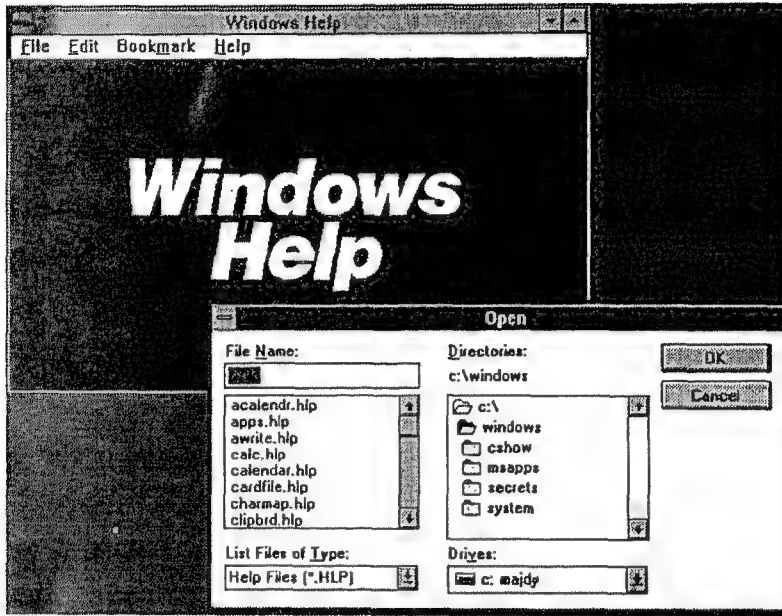 Windows Help
File Edit Bookmark Help
Windows
Help
Open
File Name:
Directories:
OK
c:\windows
Cancel
acalendr.hlp
apps.hlp
awrite.hlp
calc.hlp
calendar.hlp
cardfile.hlp
charmap.hlp
clipbrd.hlp
c:\
windows
cshow
msapps
secrets
system
List Files of Type:
Drives:
Help Files (*.HLP)
c: majdy